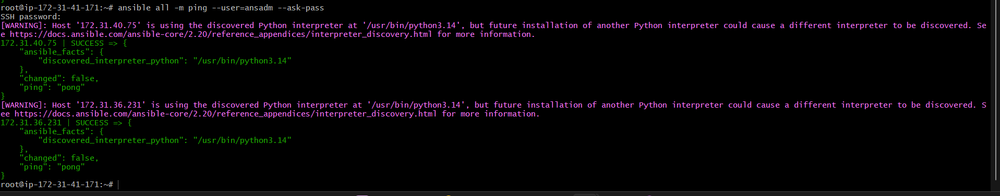 root@ip-172-31-41-171:~# ansible all -m ping --user=ansadm --ask-pass
SSH password:
[WARNING]: Host '172.31.40.75' is using the discovered Python interpreter at '/usr/bin/python3.14', but future installation of another Python interpreter could cause a different interpreter to be discovered. Se
e https://docs.ansible.com/ansible-core/2.20/reference_appendices/interpreter_discovery.html for more information.
172.31.40.75 | SUCCESS => {
    "ansible_facts": {
        "discovered_interpreter_python": "/usr/bin/python3.14"
    },
    "changed": false,
    "ping": "pong"
}
[WARNING]: Host '172.31.36.231' is using the discovered Python interpreter at '/usr/bin/python3.14', but future installation of another Python interpreter could cause a different interpreter to be discovered. S
ee https://docs.ansible.com/ansible-core/2.20/reference_appendices/interpreter_discovery.html for more information.
172.31.36.231 | SUCCESS => {
    "ansible_facts": {
        "discovered_interpreter_python": "/usr/bin/python3.14"
    },
    "changed": false,
    "ping": "pong"
}
root@ip-172-31-41-171:~#